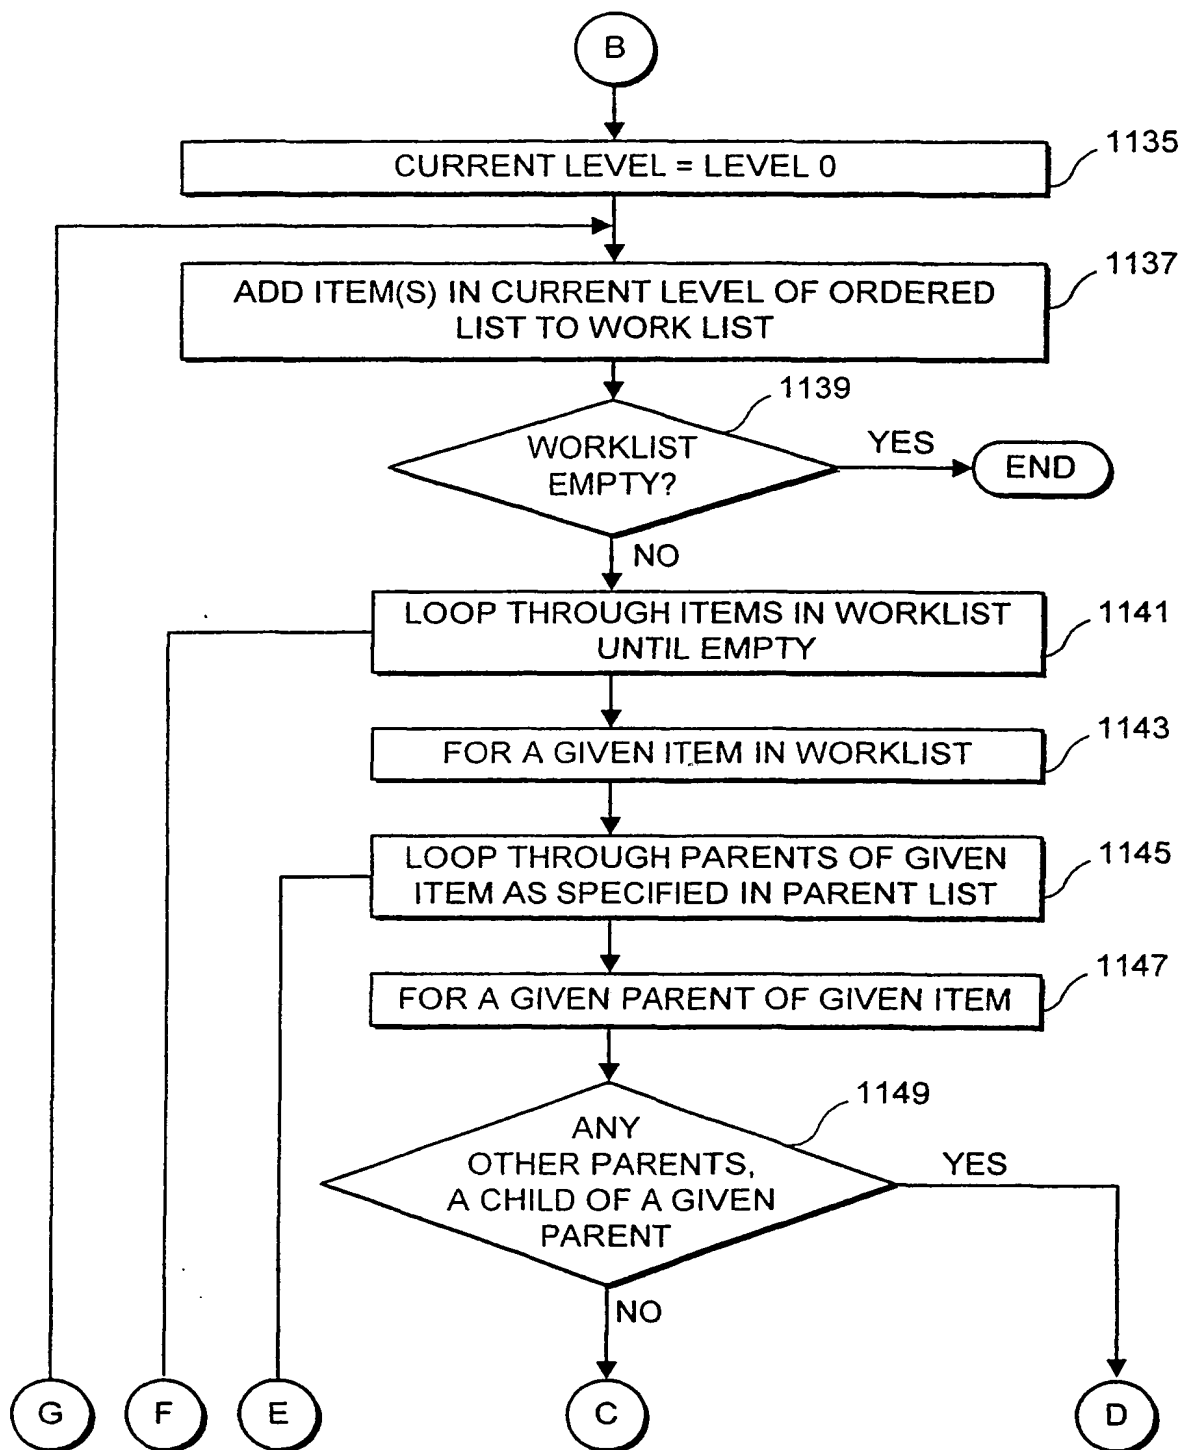 B
1135
CURRENT LEVEL = LEVEL 0
1137
ADD ITEM(S) IN CURRENT LEVEL OF ORDERED
LIST TO WORK LIST
1139
WORKLIST
EMPTY?
YES
END
NO
LOOP THROUGH ITEMS IN WORKLIST
UNTIL EMPTY
1141
FOR A GIVEN ITEM IN WORKLIST
1143
LOOP THROUGH PARENTS OF GIVEN
ITEM AS SPECIFIED IN PARENT LIST
1145
FOR A GIVEN PARENT OF GIVEN ITEM
1147
1149
ANY
OTHER PARENTS,
A CHILD OF A GIVEN
PARENT
YES
NO
G
F
E
C
D